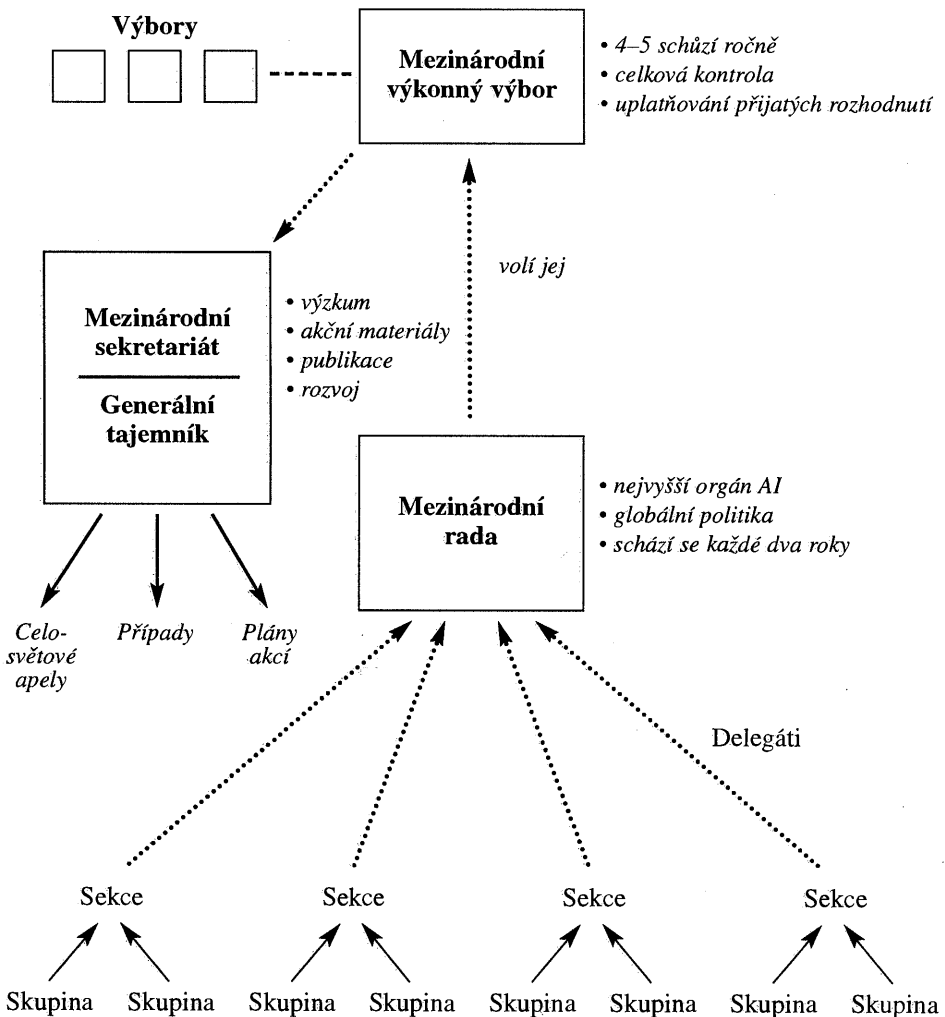 Výbory
Mezinárodní
výkonný výbor
• 4–5 schůzí ročně
• celková kontrola
• uplatňování přijatých rozhodnutí
volí jej
Mezinárodní
sekretariát
Generální
tajemník
• výzkum
• akční materiály
• publikace
• rozvoj
Mezinárodní
rada
• nejvyšší orgán AI
• globální politika
• schází se každé dva roky
Celo-
světové
apely
Případy
Plány
akcí
Delegáti
Sekce Sekce Sekce Sekce
Skupina Skupina Skupina Skupina Skupina Skupina Skupina Skupina